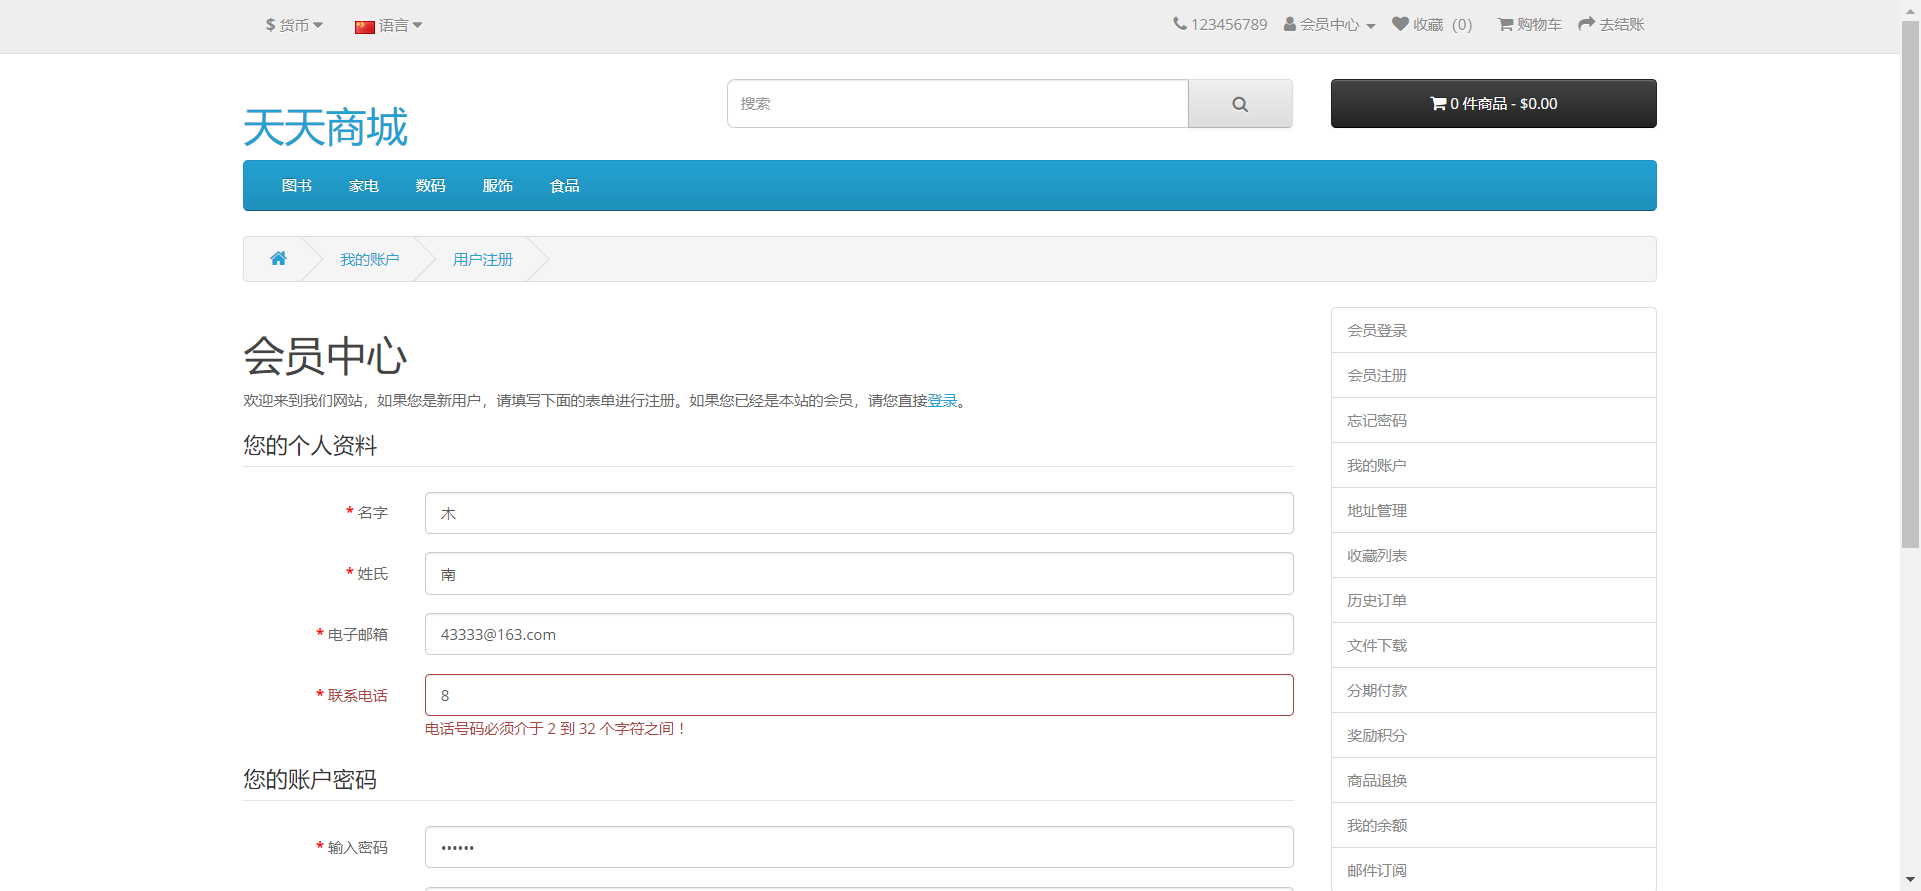 $ 货币 语言 123456789 会员中心 收藏（0） 购物车 去结账
天天商城
搜索
0 件商品 - $0.00
图书 家电 数码 服饰 食品
我的账户 用户注册
会员中心
欢迎来到我们网站，如果您是新用户，请填写下面的表单进行注册。如果您已经是本站的会员，请您直接登录。
您的个人资料
* 名字 木
* 姓氏 南
* 电子邮箱 43333@163.com
* 联系电话 8
电话号码必须介于 2 到 32 个字符之间！
您的账户密码
* 输入密码 ••••••
会员登录
会员注册
忘记密码
我的账户
地址管理
收藏列表
历史订单
文件下载
分期付款
奖励积分
商品退换
我的余额
邮件订阅